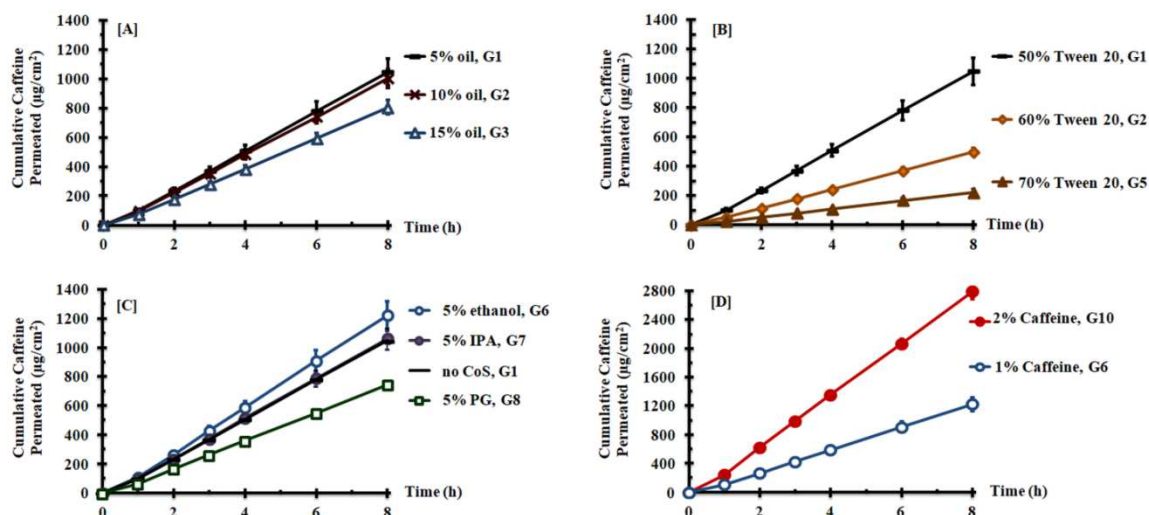 [A]
Cumulative Caffeine
Permeated (µg/cm²)
1400
1200
1000
800
600
400
200
0
0
2
4
6
8
Time (h)
5% oil, G1
10% oil, G2
15% oil, G3
[B]
Cumulative Caffeine
Permeated (µg/cm²)
1400
1200
1000
800
600
400
200
0
0
2
4
6
8
Time (h)
50% Tween 20, G1
60% Tween 20, G2
70% Tween 20, G5
[C]
Cumulative Caffeine
Permeated (µg/cm²)
1400
1200
1000
800
600
400
200
0
0
2
4
6
8
Time (h)
5% ethanol, G6
5% IPA, G7
no CoS, G1
5% PG, G8
[D]
Cumulative Caffeine
Permeated (µg/cm²)
2800
2400
2000
1600
1200
800
400
0
0
2
4
6
8
Time (h)
2% Caffeine, G10
1% Caffeine, G6